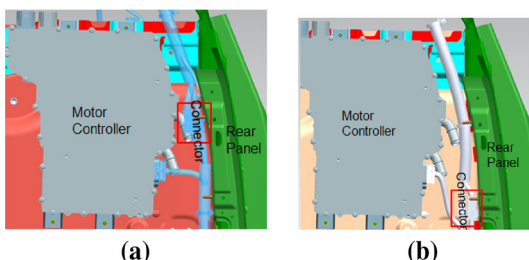 Motor
Controller
Connector
Rear
Panel
(a)
Motor
Controller
Connector
Rear
Panel
(b)